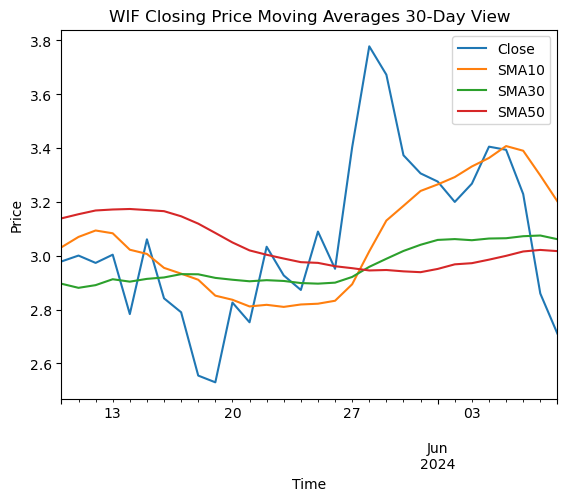 WIF Closing Price Moving Averages 30-Day View
3.8
3.6
3.4
3.2
3.0
2.8
2.6
Price
Close
SMA10
SMA30
SMA50
13
20
27
03
Jun
2024
Time